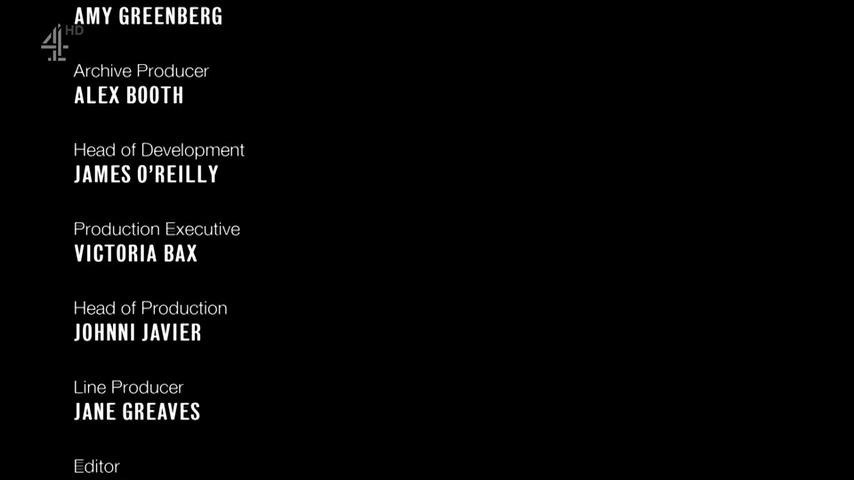 AMY GREENBERG
4 HD
Archive Producer
ALEX BOOTH
Head of Development
JAMES O'REILLY
Production Executive
VICTORIA BAX
Head of Production
JOHNNI JAVIER
Line Producer
JANE GREAVES
Editor